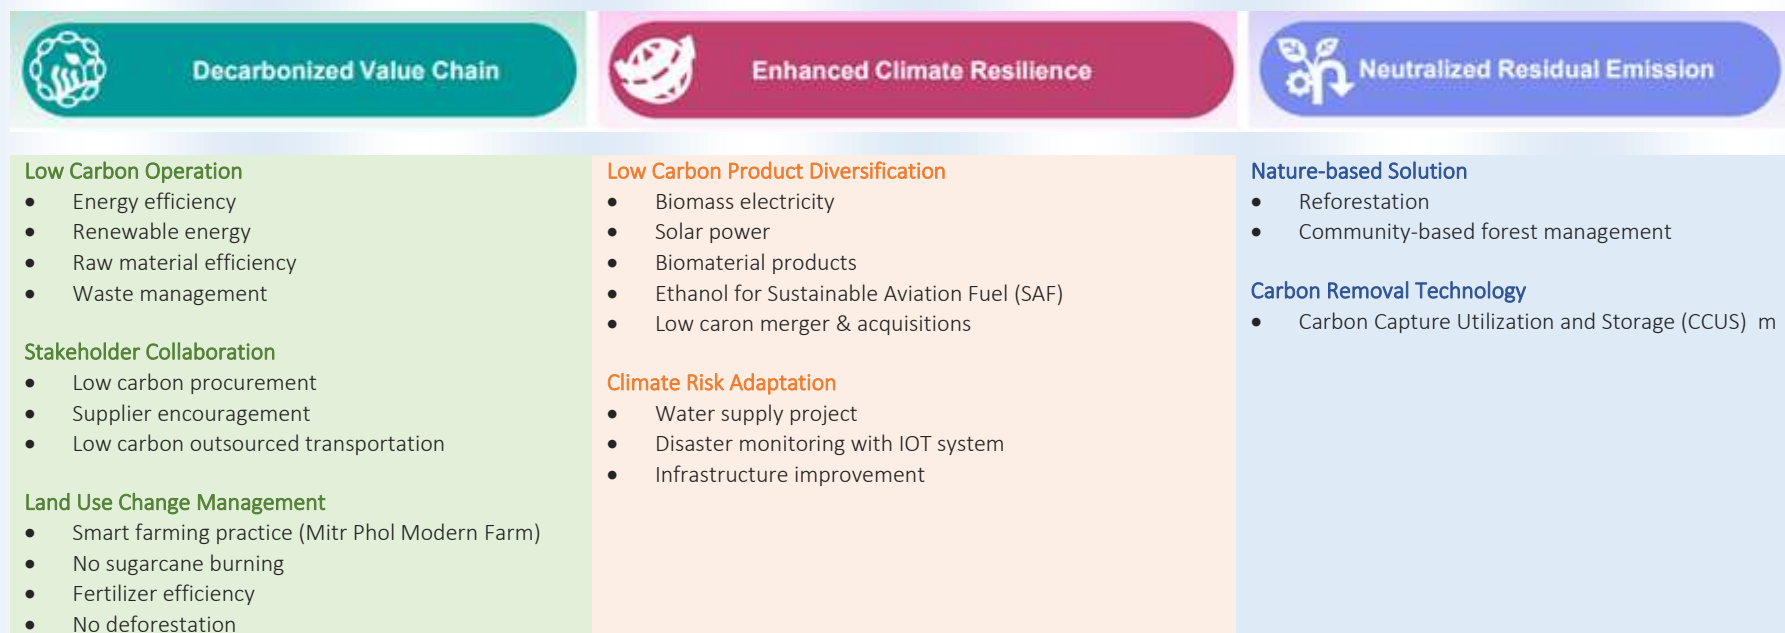 Decarbonized Value Chain
Enhanced Climate Resilience
Neutralized Residual Emission
Low Carbon Operation
• Energy efficiency
• Renewable energy
• Raw material efficiency
• Waste management
Stakeholder Collaboration
• Low carbon procurement
• Supplier encouragement
• Low carbon outsourced transportation
Land Use Change Management
• Smart farming practice (Mitr Phol Modern Farm)
• No sugarcane burning
• Fertilizer efficiency
• No deforestation
Low Carbon Product Diversification
• Biomass electricity
• Solar power
• Biomaterial products
• Ethanol for Sustainable Aviation Fuel (SAF)
• Low caron merger & acquisitions
Climate Risk Adaptation
• Water supply project
• Disaster monitoring with IOT system
• Infrastructure improvement
Nature-based Solution
• Reforestation
• Community-based forest management
Carbon Removal Technology
• Carbon Capture Utilization and Storage (CCUS) m